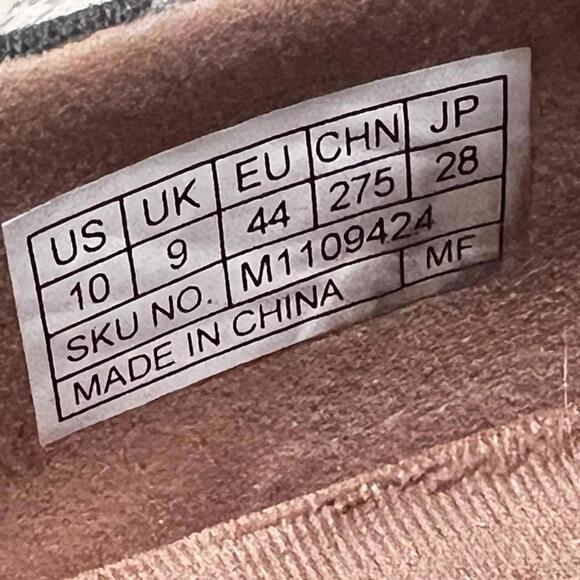 US UK EU CHN JP
10 9 44 275 28
SKU NO. M1109424
MADE IN CHINA MF